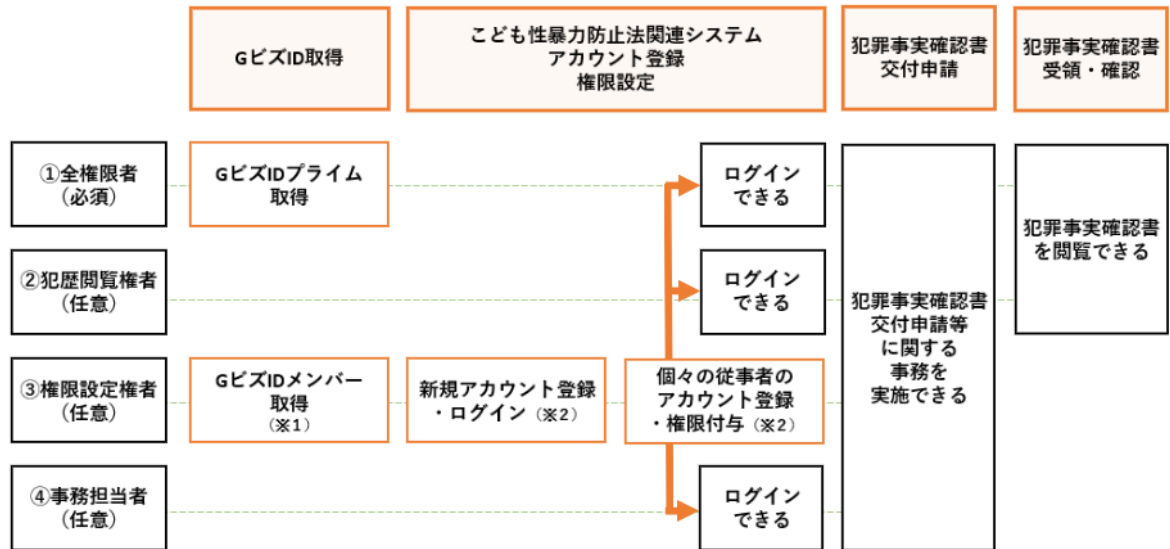 GビズID取得
こども性暴力防止法関連システム
アカウント登録
権限設定
犯罪事実確認書
交付申請
犯罪事実確認書
受領・確認
①全権限者
（必須）
GビズIDプライム
取得
ログイン
できる
②犯歴閲覧権者
（任意）
ログイン
できる
③権限設定権者
（任意）
GビズIDメンバー
取得
（※1）
新規アカウント登録
・ログイン（※2）
個々の従事者の
アカウント登録
・権限付与（※2）
④事務担当者
（任意）
ログイン
できる
犯罪事実確認書
交付申請等
に関する
事務を
実施できる
犯罪事実確認書
を閲覧できる